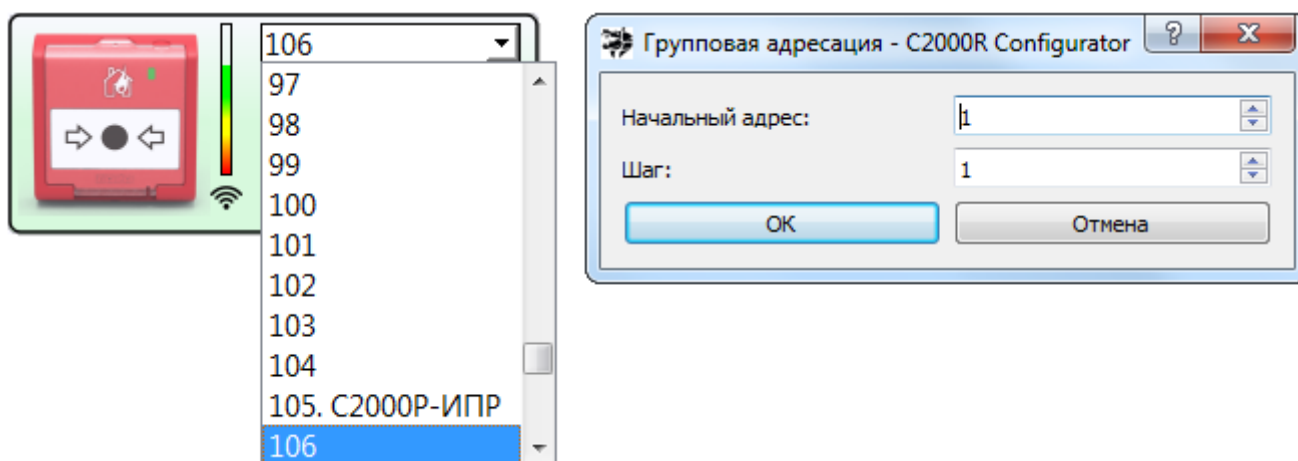 106
97
98
99
100
101
102
103
104
105. С2000Р-ИПР
106
Групповая адресация - C2000R Configurator
Начальный адрес:
1
Шаг:
1
ОК
Отмена